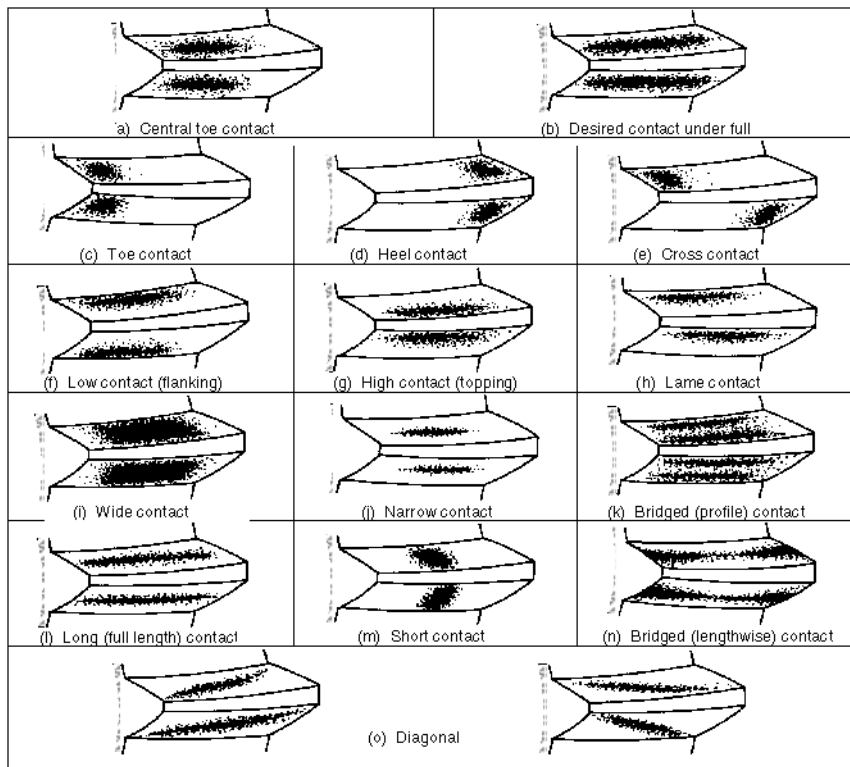 a) Central toe contact
(b) Desired contact under full
(c) Toe contact
(d) Heel contact
(e) Cross contact
(f) Low contact (flanking)
(g) High contact (topping)
(h) Lame contact
(i) Wide contact
(j) Narrow contact
(k) Bridged (profile) contact
(l) Long (full length) contact
(m) Short contact
(n) Bridged (lengthwise) contact
(o) Diagonal